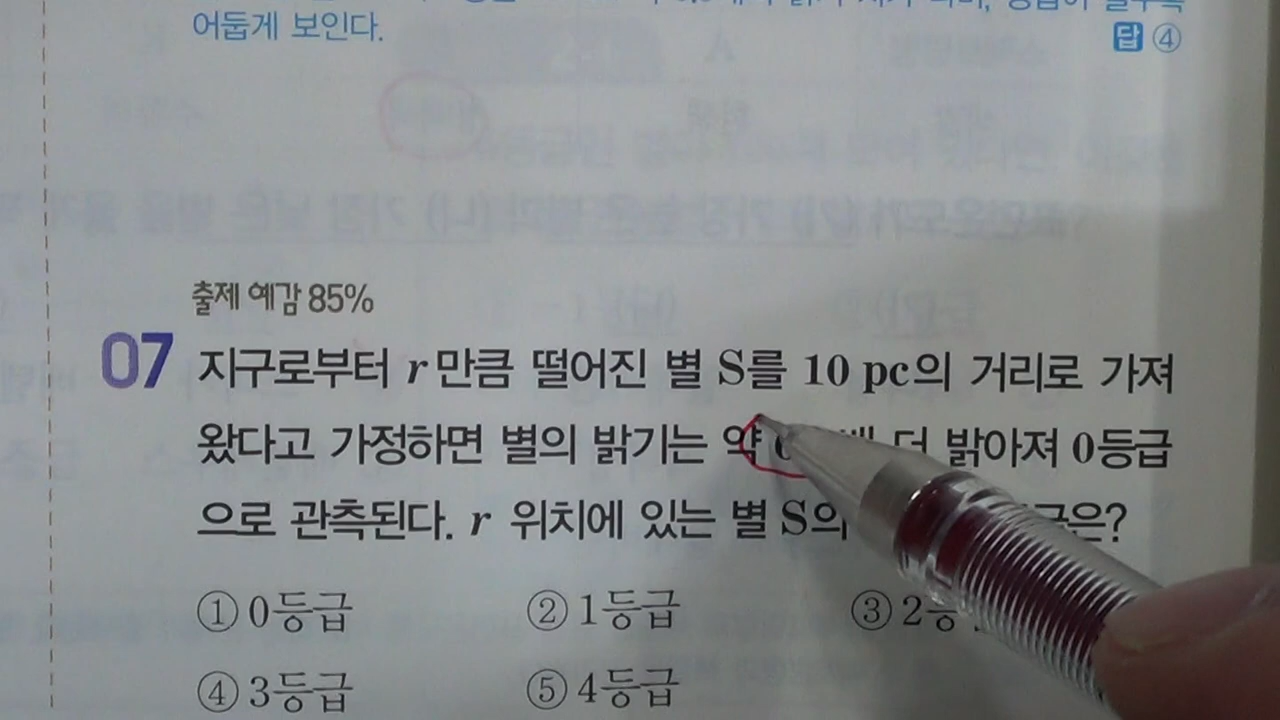 어둡게 보인다.
답 ④
출제 예감 85%
07 지구로부터 r만큼 떨어진 별 S를 10 pc의 거리로 가져
왔다고 가정하면 별의 밝기는 약 더 밝아져 0등급
으로 관측된다. r 위치에 있는 별 S의
① 0등급 ② 1등급 ③ 2등
④ 3등급 ⑤ 4등급